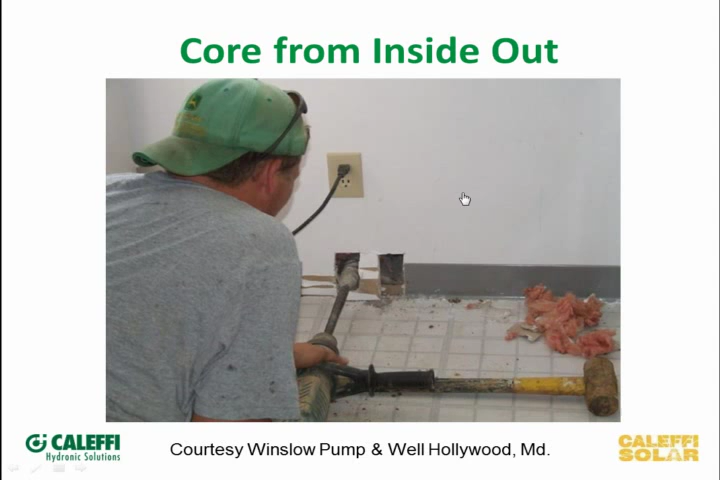 Core from Inside Out
CALEFFI
Hydronic Solutions
Courtesy Winslow Pump & Well Hollywood, Md.
CALEFFI
SOLAR